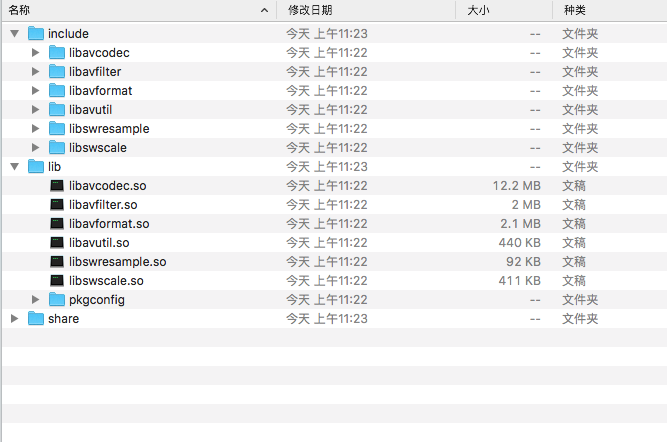 名称 修改日期 大小 种类
include 今天 上午11:23 -- 文件夹
libavcodec 今天 上午11:22 -- 文件夹
libavfilter 今天 上午11:22 -- 文件夹
libavformat 今天 上午11:22 -- 文件夹
libavutil 今天 上午11:22 -- 文件夹
libswresample 今天 上午11:22 -- 文件夹
libswscale 今天 上午11:22 -- 文件夹
lib 今天 上午11:23 -- 文件夹
libavcodec.so 今天 上午11:22 12.2 MB 文稿
libavfilter.so 今天 上午11:22 2 MB 文稿
libavformat.so 今天 上午11:22 2.1 MB 文稿
libavutil.so 今天 上午11:22 440 KB 文稿
libswresample.so 今天 上午11:22 92 KB 文稿
libswscale.so 今天 上午11:22 411 KB 文稿
pkgconfig 今天 上午11:22 -- 文件夹
share 今天 上午11:23 -- 文件夹